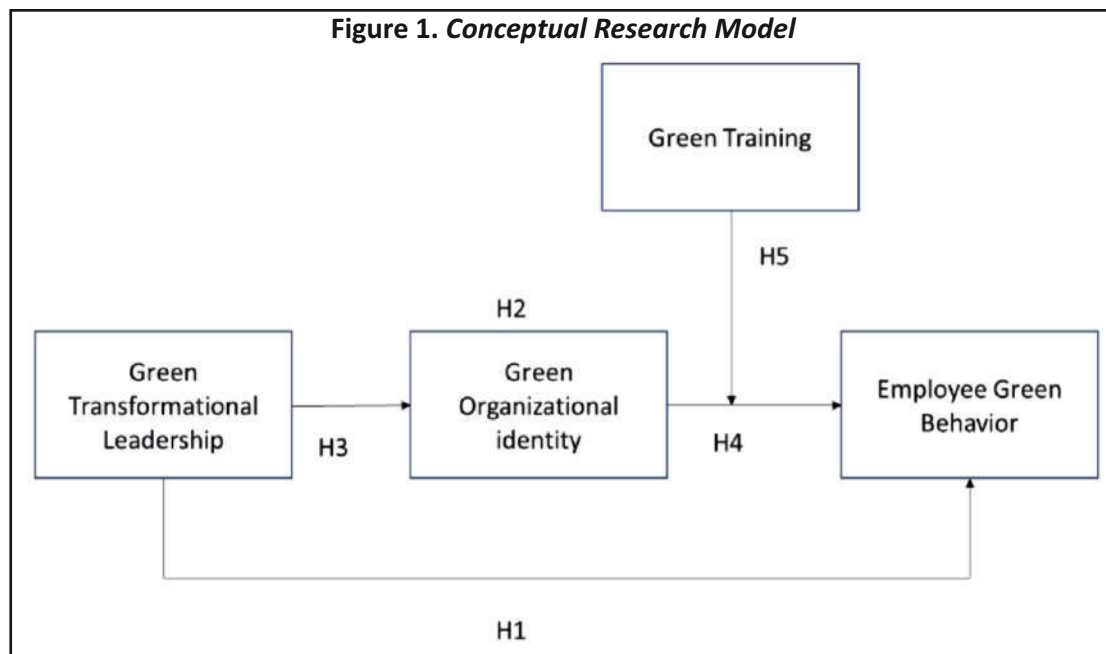 Figure 1. Conceptual Research Model
Green Training
H5
H2
Green
Transformational
Leadership
H3
Green
Organizational
identity
H4
Employee Green
Behavior
H1